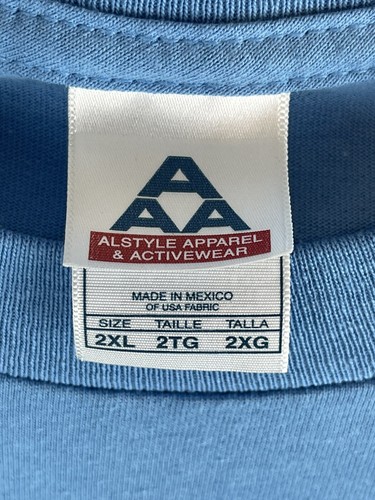 A
A A
ALSTYLE APPAREL
& ACTIVEWEAR
MADE IN MEXICO
OF USA FABRIC
SIZE TAILLE TALLA
2XL 2TG 2XG